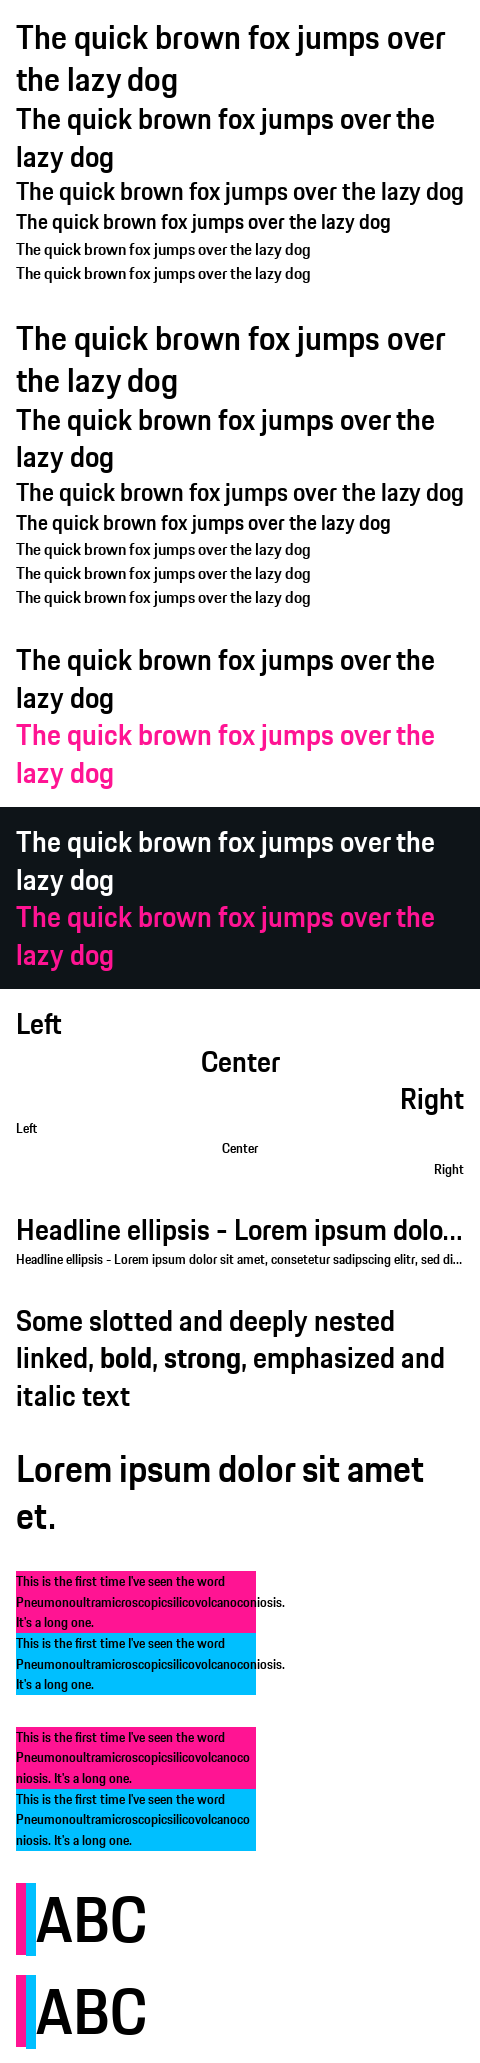 The quick brown fox jumps over
the lazy dog
The quick brown fox jumps over the
lazy dog
The quick brown fox jumps over the lazy dog
The quick brown fox jumps over the lazy dog
The quick brown fox jumps over the lazy dog
The quick brown fox jumps over the lazy dog
The quick brown fox jumps over
the lazy dog
The quick brown fox jumps over the
lazy dog
The quick brown fox jumps over the lazy dog
The quick brown fox jumps over the lazy dog
The quick brown fox jumps over the lazy dog
The quick brown fox jumps over the lazy dog
The quick brown fox jumps over the lazy dog
The quick brown fox jumps over the
lazy dog
The quick brown fox jumps over the
lazy dog
The quick brown fox jumps over the
lazy dog
The quick brown fox jumps over the
lazy dog
Left
Center
Right
Left
Center
Right
Headline ellipsis - Lorem ipsum dolo...
Headline ellipsis - Lorem ipsum dolor sit amet, consetetur sadipscing elitr, sed di...
Some slotted and deeply nested
linked, bold, strong, emphasized and
italic text
Lorem ipsum dolor sit amet
et.
This is the first time I've seen the word
Pneumonoultramicroscopicsilicovolcanoconiosis.
It's a long one.
This is the first time I've seen the word
Pneumonoultramicroscopicsilicovolcanoconiosis.
It's a long one.
This is the first time I've seen the word
Pneumonoultramicroscopicsilicovolcanoco
niosis. It's a long one.
This is the first time I've seen the word
Pneumonoultramicroscopicsilicovolcanoco
niosis. It's a long one.
ABC
ABC